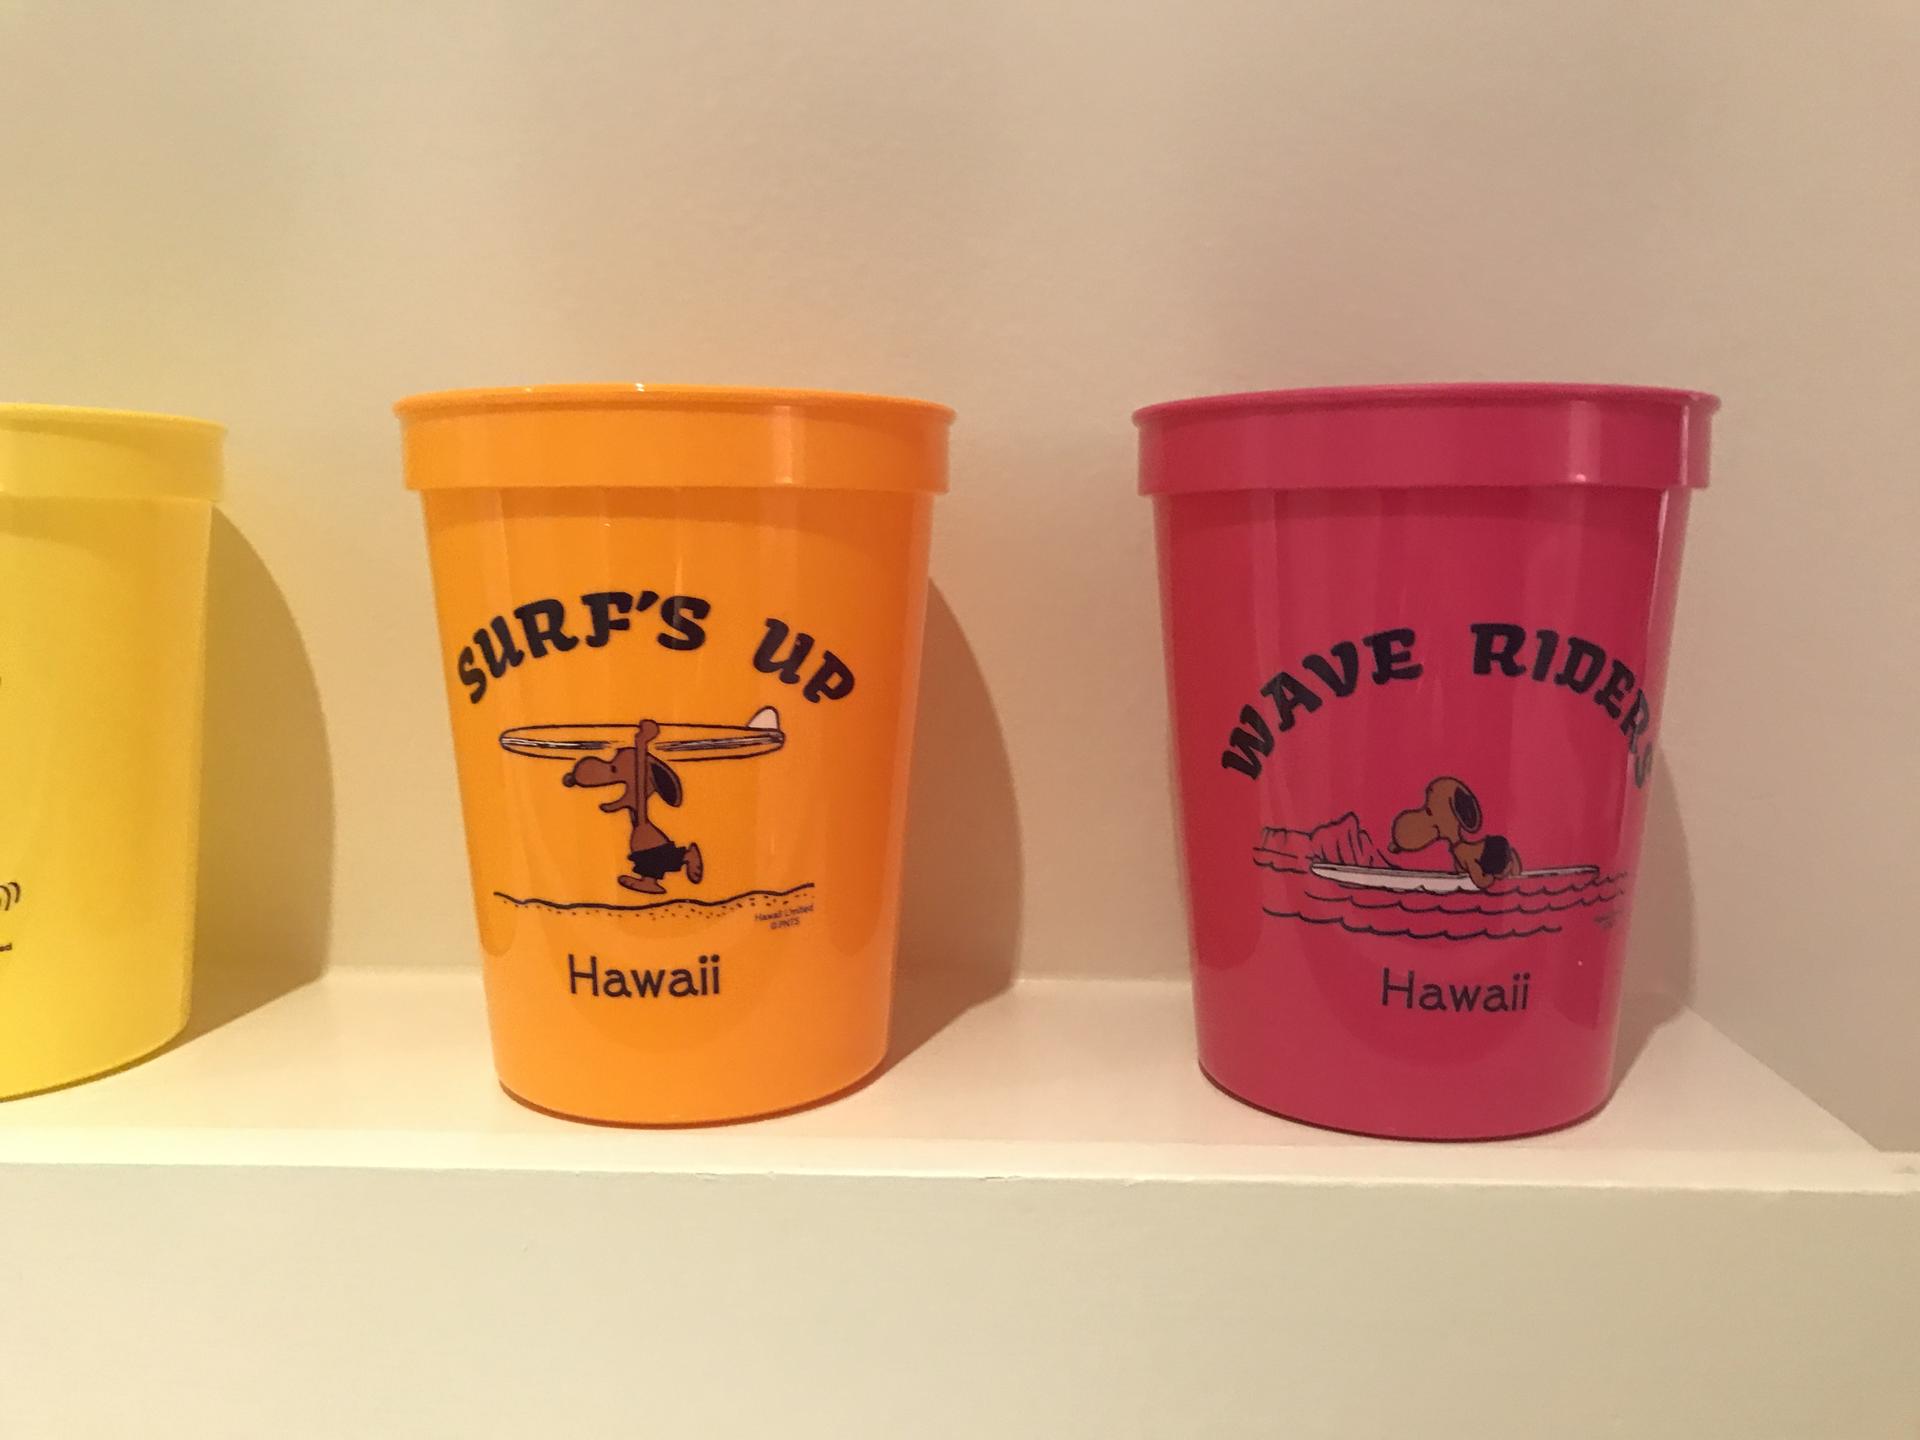 SURF'S UP
Hawaii Limited
©PNTS
Hawaii
WAVE RIDERS
Hawaii